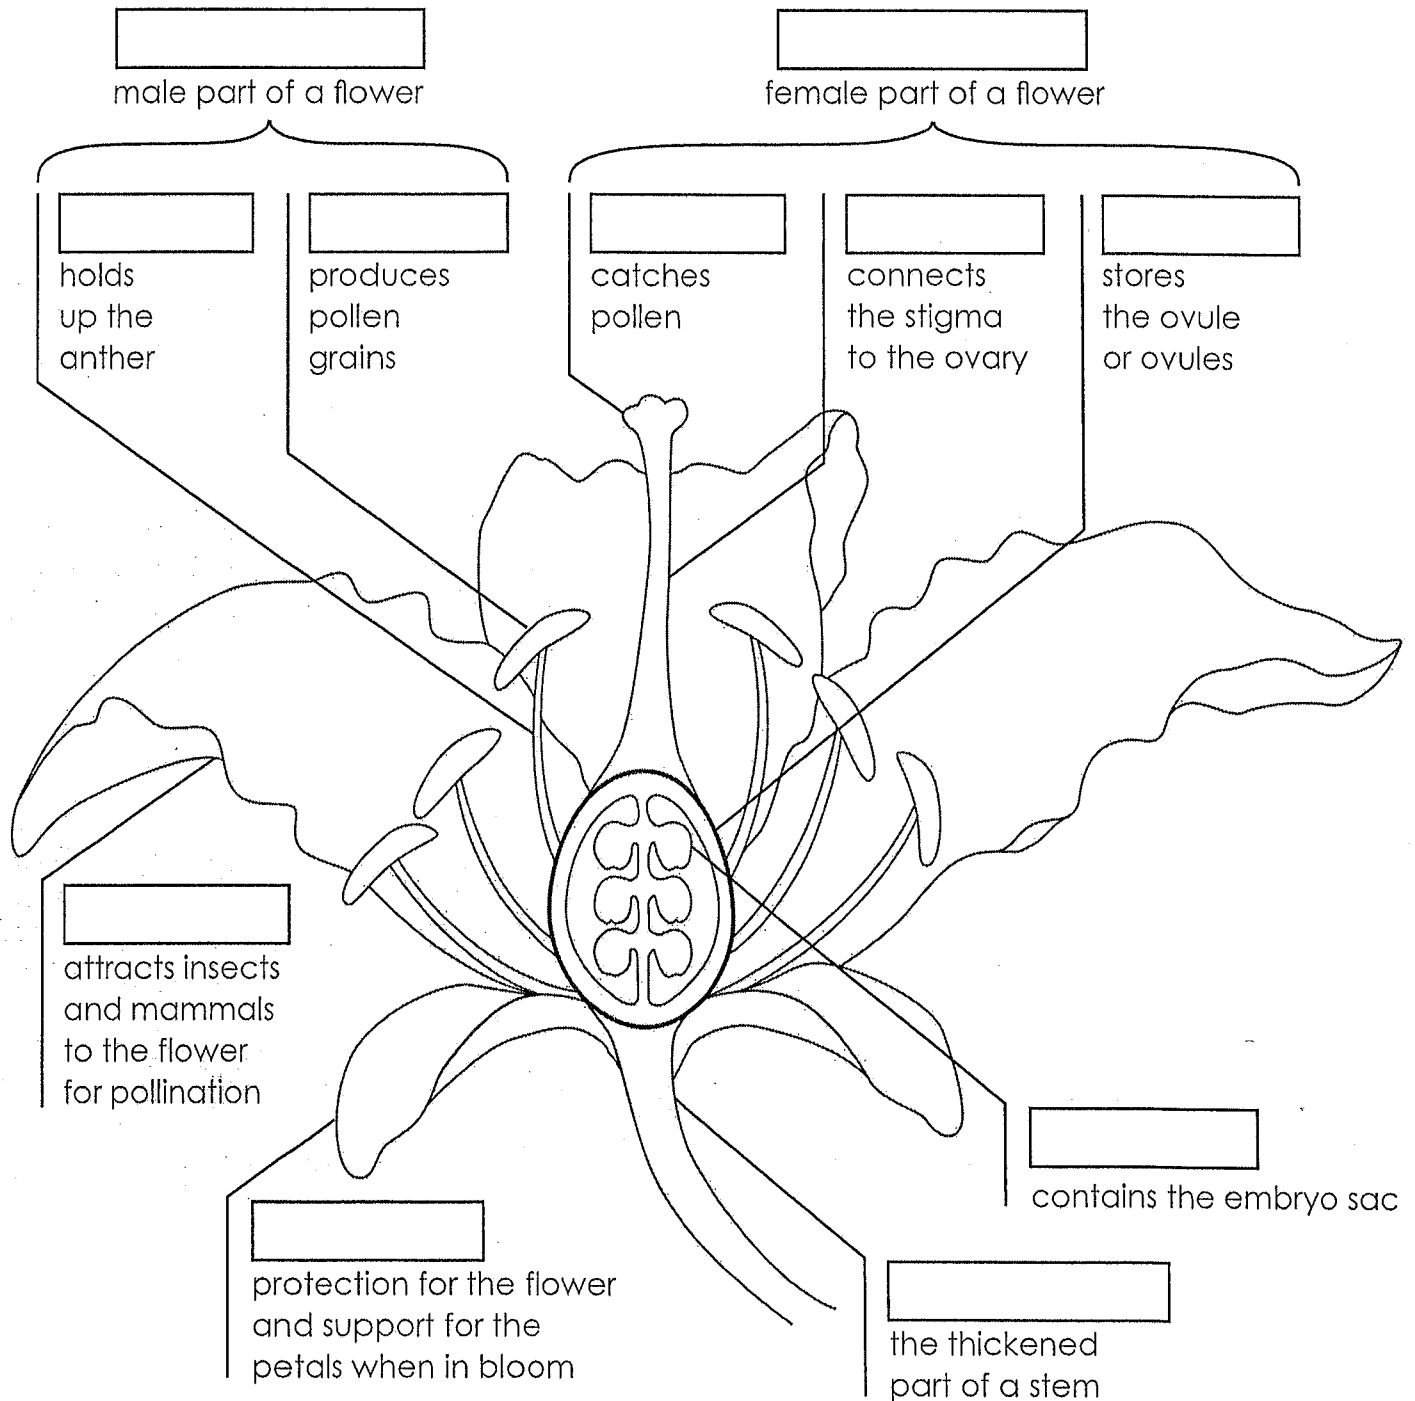 male part of a flower
female part of a flower
holds
up the
anther
produces
pollen
grains
catches
pollen
connects
the stigma
to the ovary
stores
the ovule
or ovules
attracts insects
and mammals
to the flower
for pollination
contains the embryo sac
protection for the flower
and support for the
petals when in bloom
the thickened
part of a stem